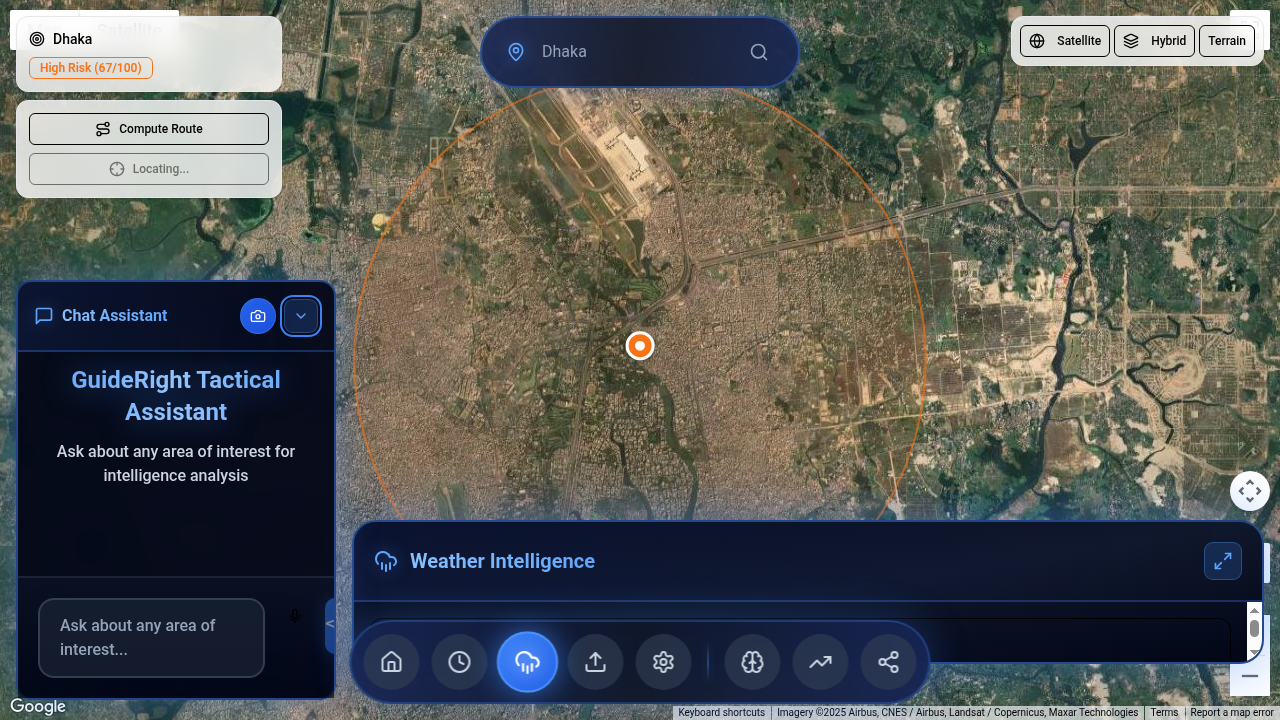 Dhaka
High Risk (67/100)
Compute Route
Locating...
Dhaka
Satellite
Hybrid
Terrain
Chat Assistant
GuideRight Tactical
Assistant
Ask about any area of interest for
intelligence analysis
Ask about any area of
interest...
<
Weather Intelligence
Google
Keyboard shortcuts
Imagery ©2025 Airbus, CNES / Airbus, Landsat / Copernicus, Maxar Technologies
Terms
Report a map error